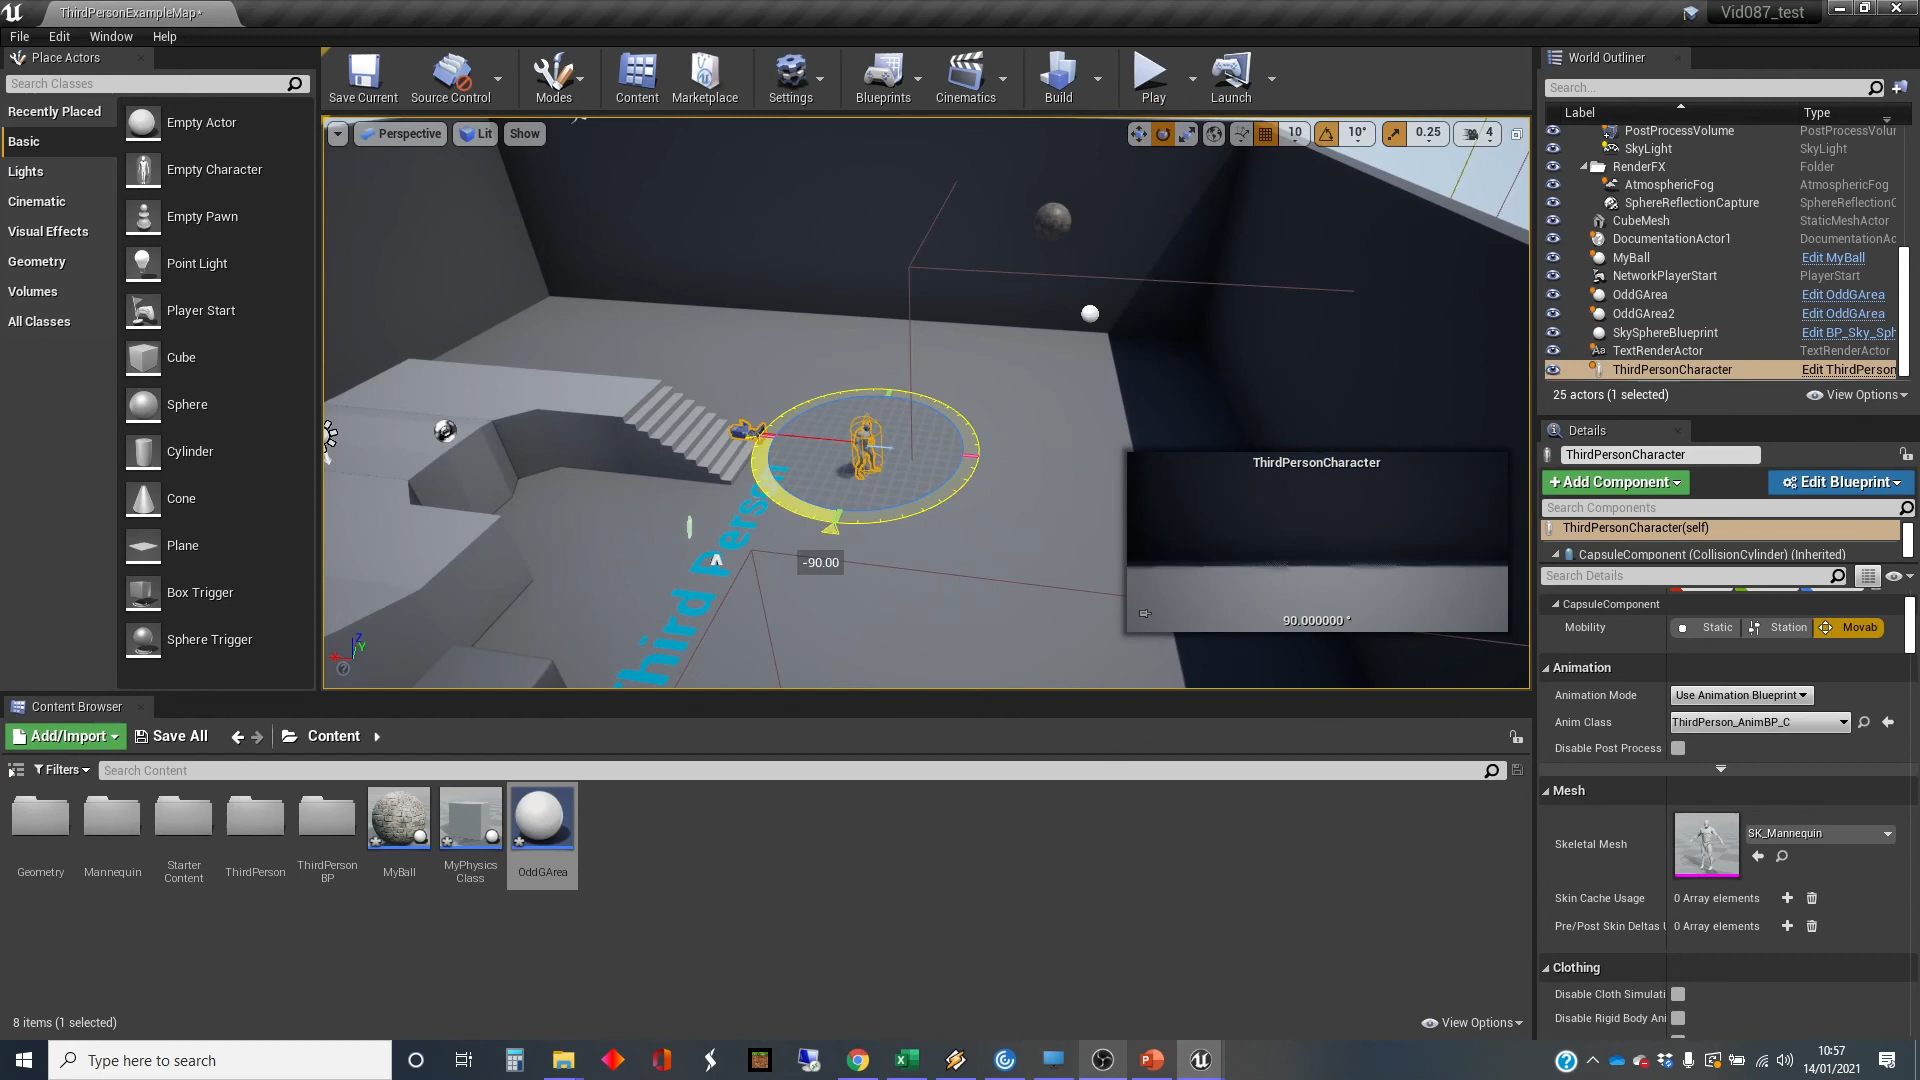 ThirdPersonExampleMap*
Vid087_test
File Edit Window Help
Place Actors
Search Classes
Recently Placed
Basic
Lights
Cinematic
Visual Effects
Geometry
Volumes
All Classes
Empty Actor
Empty Character
Empty Pawn
Point Light
Player Start
Cube
Sphere
Cylinder
Cone
Plane
Box Trigger
Sphere Trigger
Save Current Source Control Modes Content Marketplace Settings Blueprints Cinematics Build Play Launch
Perspective Lit Show 10 10° 0.25 4
Third Person
-90.00
ThirdPersonCharacter
90.000000 °
Z
Y
World Outliner
Search...
Label Type
PostProcessVolume PostProcessVolur
SkyLight SkyLight
RenderFX Folder
AtmosphericFog AtmosphericFog
SphereReflectionCapture SphereReflectionC
CubeMesh StaticMeshActor
DocumentationActor1 DocumentationAc
MyBall Edit MyBall
NetworkPlayerStart PlayerStart
OddGArea Edit OddGArea
OddGArea2 Edit OddGArea
SkySphereBlueprint Edit BP_Sky_Sph
TextRenderActor TextRenderActor
ThirdPersonCharacter Edit ThirdPerson
25 actors (1 selected) View Options
Details
ThirdPersonCharacter
+Add Component Edit Blueprint
Search Components
ThirdPersonCharacter(self)
CapsuleComponent (CollisionCylinder) (Inherited)
Search Details
CapsuleComponent
Mobility Static Station Movab
Animation
Animation Mode Use Animation Blueprint
Anim Class ThirdPerson_AnimBP_C
Disable Post Process
Mesh
Skeletal Mesh SK_Mannequin
Skin Cache Usage 0 Array elements
Pre/Post Skin Deltas U 0 Array elements
Clothing
Disable Cloth Simulati
Disable Rigid Body Ani
Content Browser
Add/Import Save All Content
Filters Search Content
Geometry
Mannequin
Starter
Content
ThirdPerson
ThirdPerson
BP
MyBall
MyPhysics
Class
OddGArea
8 items (1 selected) View Options
Type here to search
10:57
14/01/2021